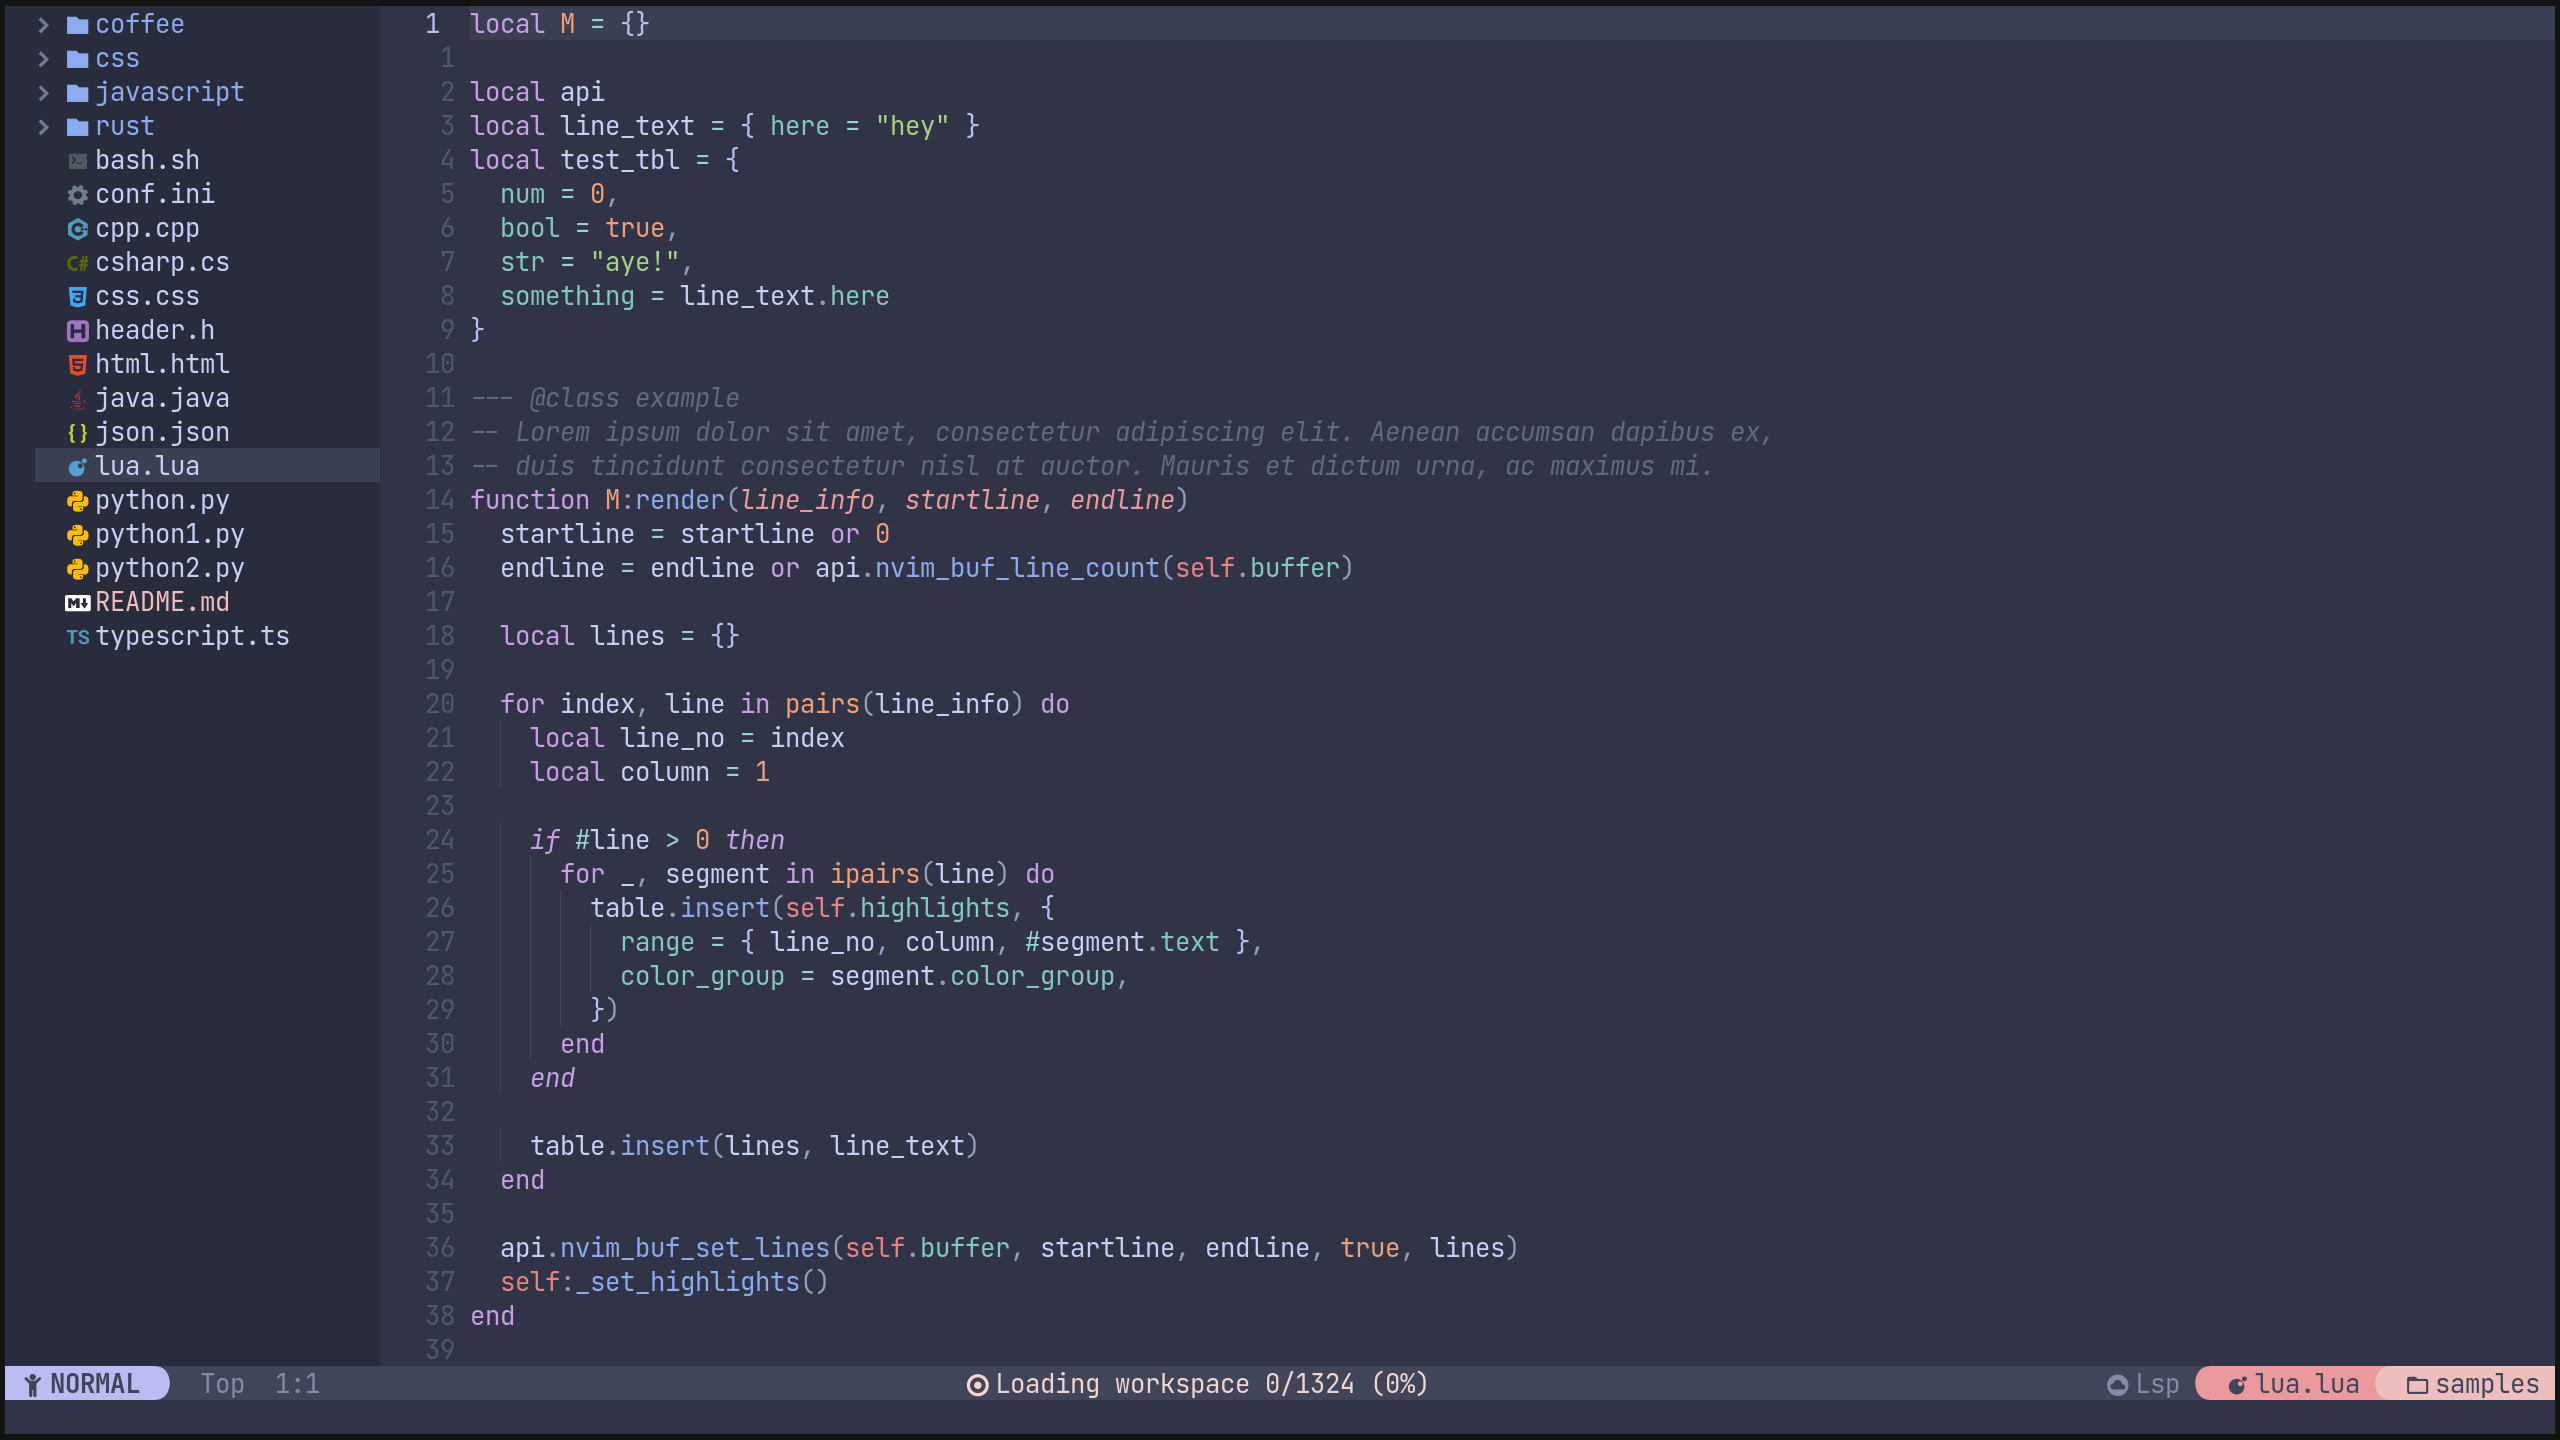 coffee
css
javascript
rust
bash.sh
conf.ini
cpp.cpp
C# csharp.cs
css.css
header.h
html.html
java.java
{} json.json
lua.lua
python.py
python1.py
python2.py
README.md
TS typescript.ts
1 local M = {}
1
2 local api
3 local line_text = { here = "hey" }
4 local test_tbl = {
5   num = 0,
6   bool = true,
7   str = "aye!",
8   something = line_text.here
9 }
10
11 --- @class example
12 -- Lorem ipsum dolor sit amet, consectetur adipiscing elit. Aenean accumsan dapibus ex,
13 -- duis tincidunt consectetur nisl at auctor. Mauris et dictum urna, ac maximus mi.
14 function M:render(line_info, startline, endline)
15   startline = startline or 0
16   endline = endline or api.nvim_buf_line_count(self.buffer)
17
18   local lines = {}
19
20   for index, line in pairs(line_info) do
21     local line_no = index
22     local column = 1
23
24     if #line > 0 then
25       for _, segment in ipairs(line) do
26         table.insert(self.highlights, {
27           range = { line_no, column, #segment.text },
28           color_group = segment.color_group,
29         })
30       end
31     end
32
33     table.insert(lines, line_text)
34   end
35
36   api.nvim_buf_set_lines(self.buffer, startline, endline, true, lines)
37   self:_set_highlights()
38 end
39
NORMAL Top 1:1 Loading workspace 0/1324 (0%) Lsp lua.lua samples